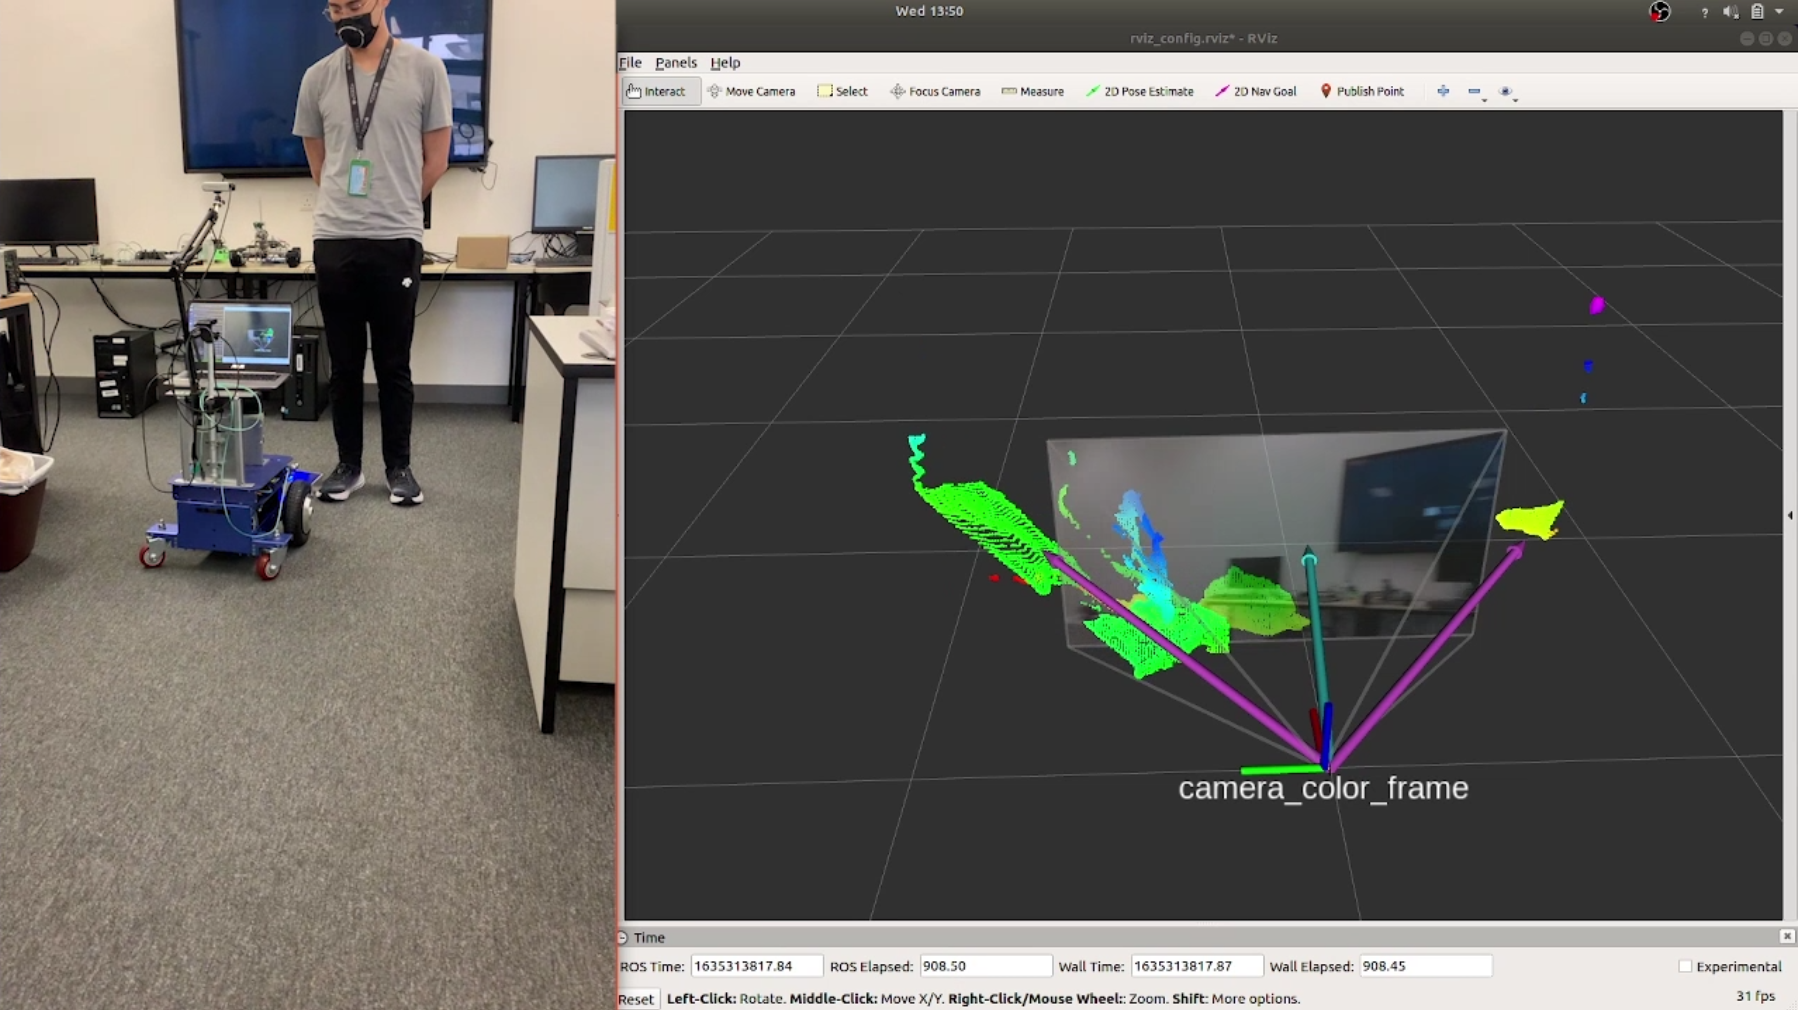 Wed 13:50
rviz_config.rviz* - RViz
File Panels Help
Interact Move Camera Select Focus Camera Measure 2D Pose Estimate 2D Nav Goal Publish Point
camera_color_frame
Time
ROS Time: 1635313817.84 ROS Elapsed: 908.50 Wall Time: 1635313817.87 Wall Elapsed: 908.45 Experimental
Reset Left-Click: Rotate. Middle-Click: Move X/Y. Right-Click/Mouse Wheel:: Zoom. Shift: More options. 31 fps